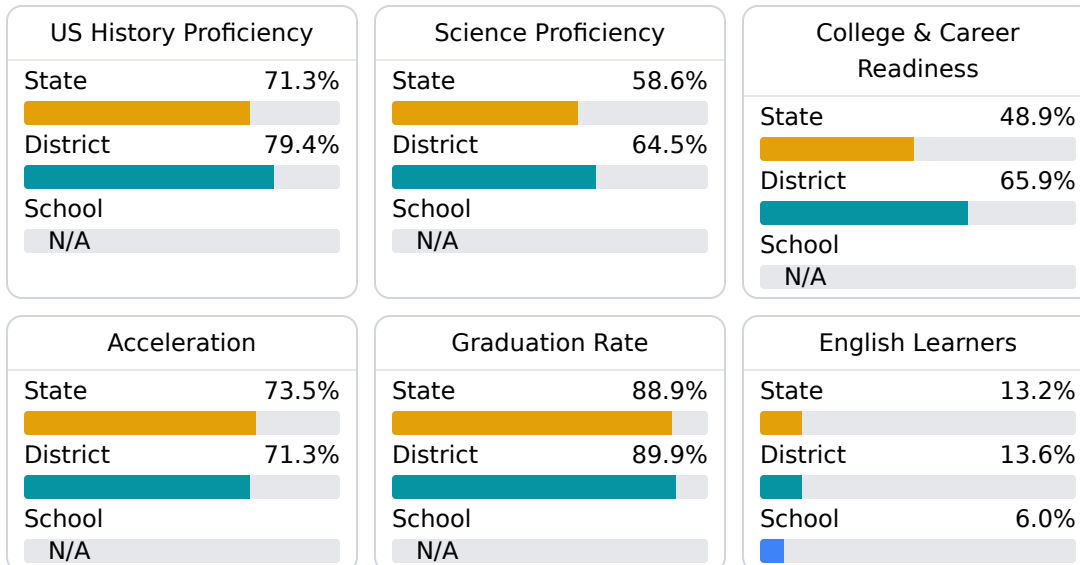 US History Proficiency
State 71.3%
District 79.4%
School
N/A
Science Proficiency
State 58.6%
District 64.5%
School
N/A
College & Career
Readiness
State 48.9%
District 65.9%
School
N/A
Acceleration
State 73.5%
District 71.3%
School
N/A
Graduation Rate
State 88.9%
District 89.9%
School
N/A
English Learners
State 13.2%
District 13.6%
School 6.0%